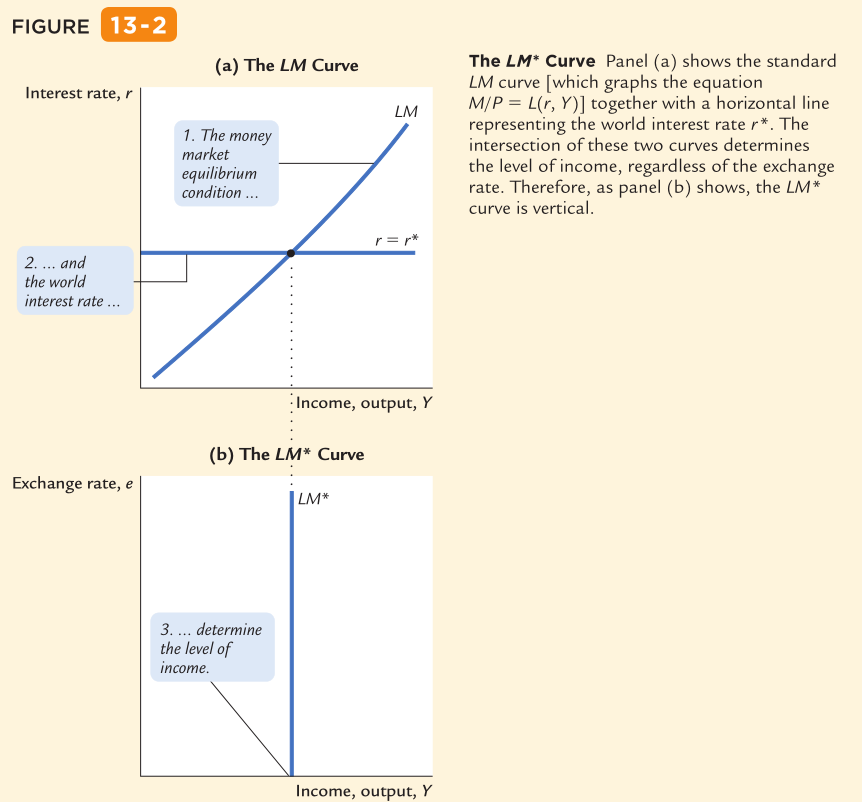 FIGURE 13-2
(a) The LM Curve
Interest rate, r
LM
1. The money
market
equilibrium
condition ...
r = r*
2. ... and
the world
interest rate ...
Income, output, Y
(b) The LM* Curve
Exchange rate, e
LM*
3. ... determine
the level of
income.
Income, output, Y
The LM* Curve Panel (a) shows the standard
LM curve [which graphs the equation
M/P = L(r, Y)] together with a horizontal line
representing the world interest rate r*. The
intersection of these two curves determines
the level of income, regardless of the exchange
rate. Therefore, as panel (b) shows, the LM*
curve is vertical.